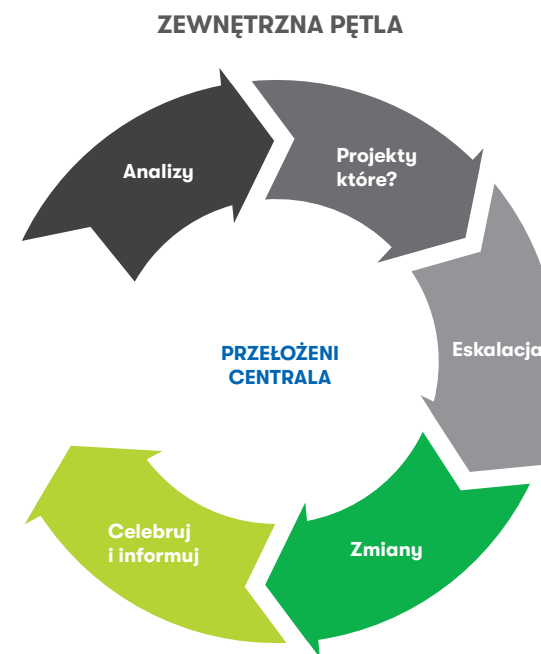 ZEWNĘTRZNA PĘTLA
Analizy
Projekty
które?
Eskalacja
PRZEŁOŻENI
CENTRALA
Zmiany
Celebruj
i informuj